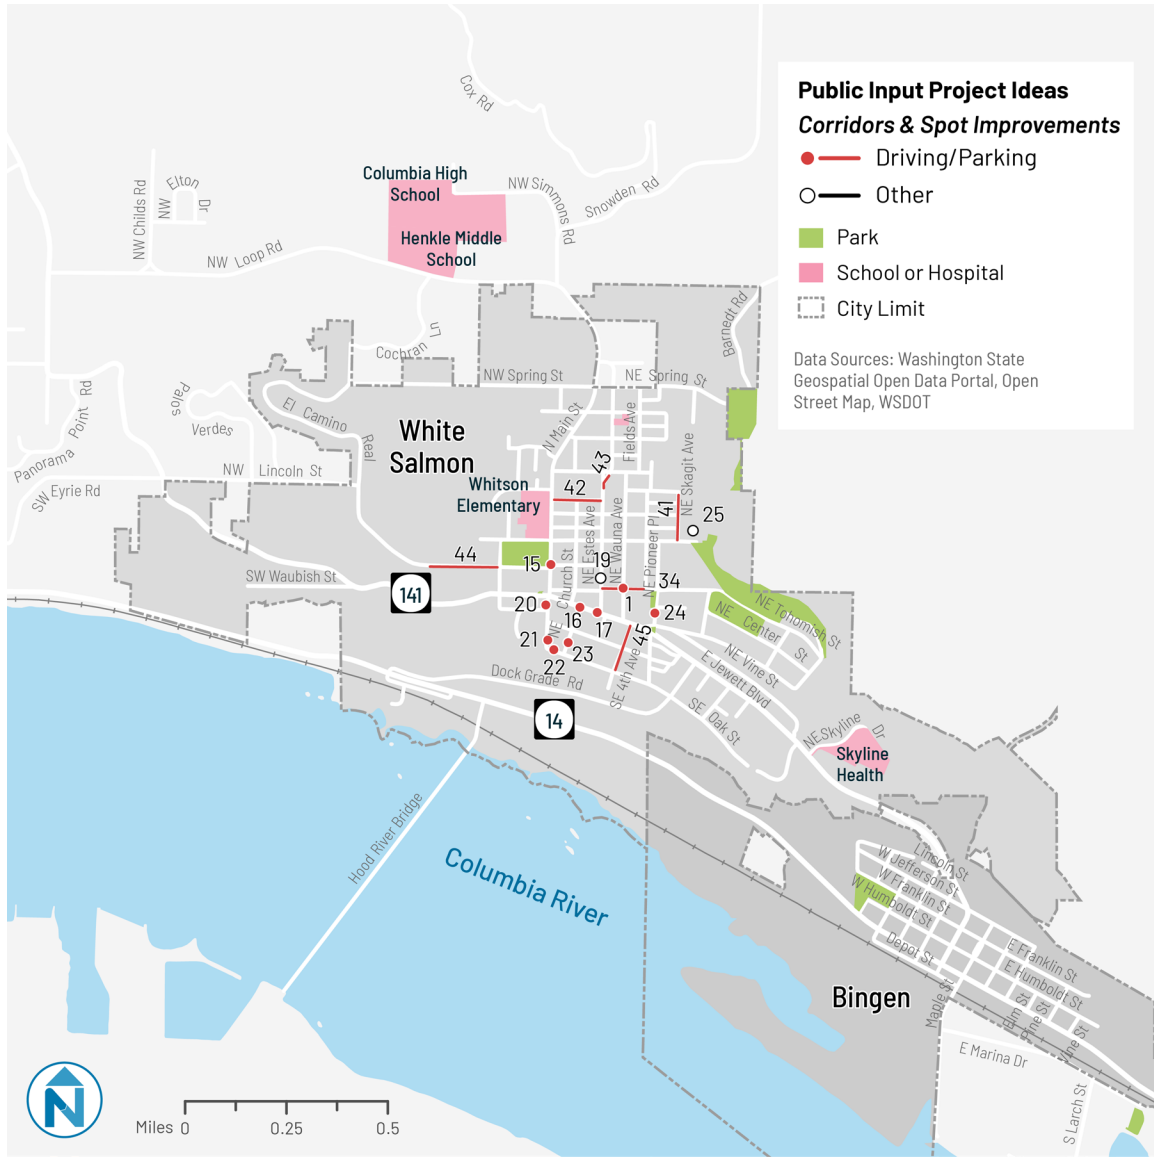 Public Input Project Ideas
Corridors & Spot Improvements
Driving/Parking
Other
Park
School or Hospital
City Limit
Data Sources: Washington State
Geospatial Open Data Portal, Open
Street Map, WSDOT
Cox Rd
Columbia High
School
Henkle Middle
School
NW Simmons Rd
Snowden Rd
NW Childs Rd
NW Elton Dr
NW Loop Rd
Cochran Ln
Barnedt Rd
NW Spring St
NE Spring St
Point Rd
Palos Verdes
El Camino Real
Panorama
SW Eyrie Rd
NW Lincoln St
White
Salmon
N Main St
Fields Ave
NE Skagit Ave
Whitson
Elementary
43
42
41
25
NE Estes Ave
NE Wauna Ave
NE Pioneer Pl
44
15
NE Church St
19
34
SW Waubish St
141
20
16
1
17
24
45
21
22
23
NE Tohomish St
NE Center St
NE Vine St
E Jewett Blvd
SE 4th Ave
SE Oak St
Dock Grade Rd
14
NE Skyline Dr
Skyline
Health
Hood River Bridge
Columbia River
Lincoln St
W Jefferson St
W Franklin St
W Humboldt St
Depot St
E Franklin St
E Humboldt St
Maple St
Elm St
Pine St
Bingen
E Marina Dr
S Larch St
N
Miles 0
0.25
0.5